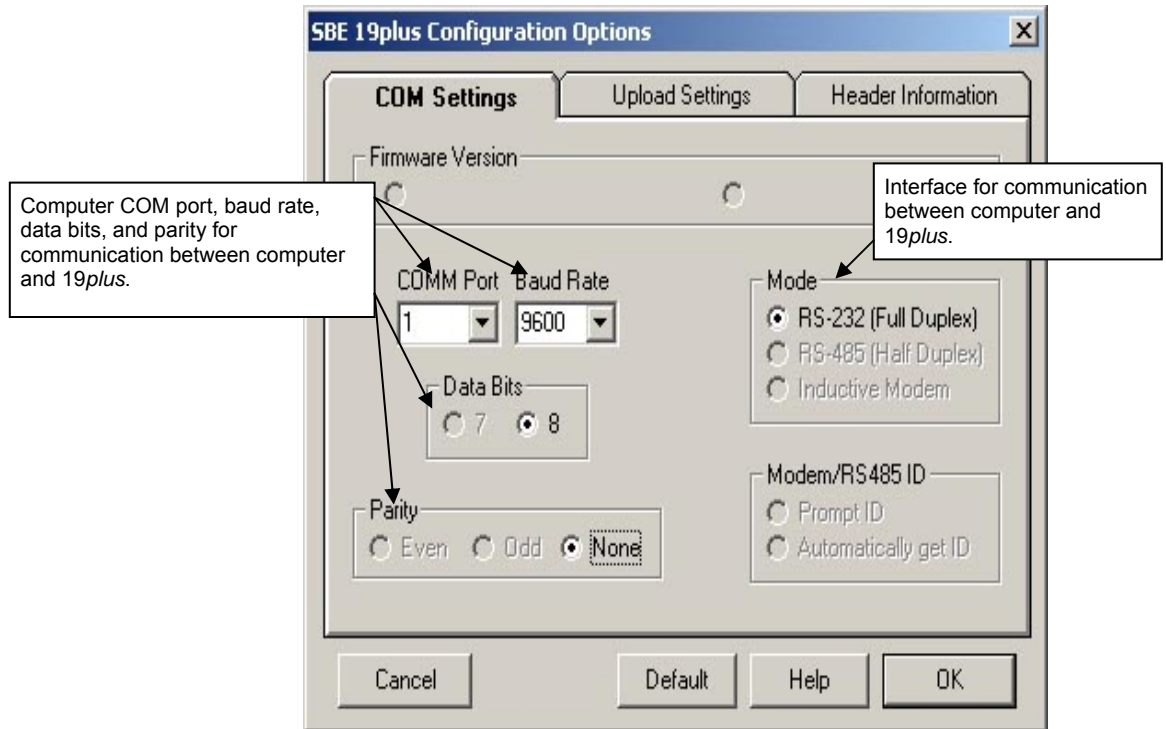 SBE 19plus Configuration Options
COM Settings
Upload Settings
Header Information
Firmware Version
Computer COM port, baud rate,
data bits, and parity for
communication between computer
and 19plus.
Interface for communication
between computer and
19plus.
COMM Port
Baud Rate
1
9600
Mode
RS-232 (Full Duplex)
RS-485 (Half Duplex)
Inductive Modem
Data Bits
7
8
Modem/RS485 ID
Prompt ID
Automatically get ID
Parity
Even
Odd
None
Cancel
Default
Help
OK